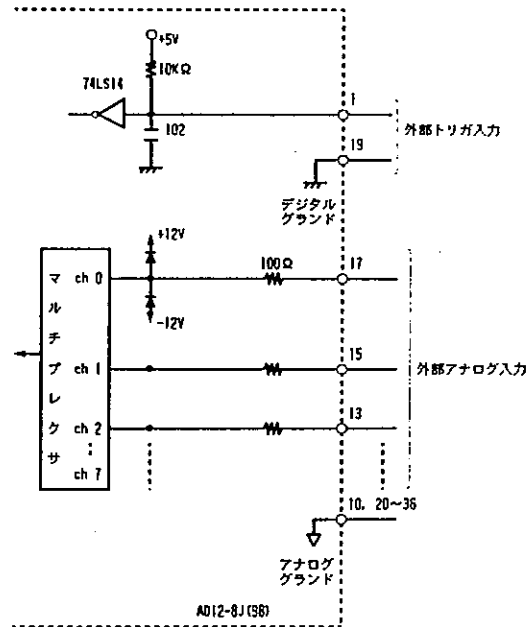 +5V
10KΩ
74LS14
102
1
外部トリガ入力
19
デジタル
グランド
+12V
100Ω
17
マルチプレクサ
ch 0
-12V
15
ch 1
外部アナログ入力
13
ch 2
ch 7
10, 20~36
アナログ
グランド
AD12-8J(98)